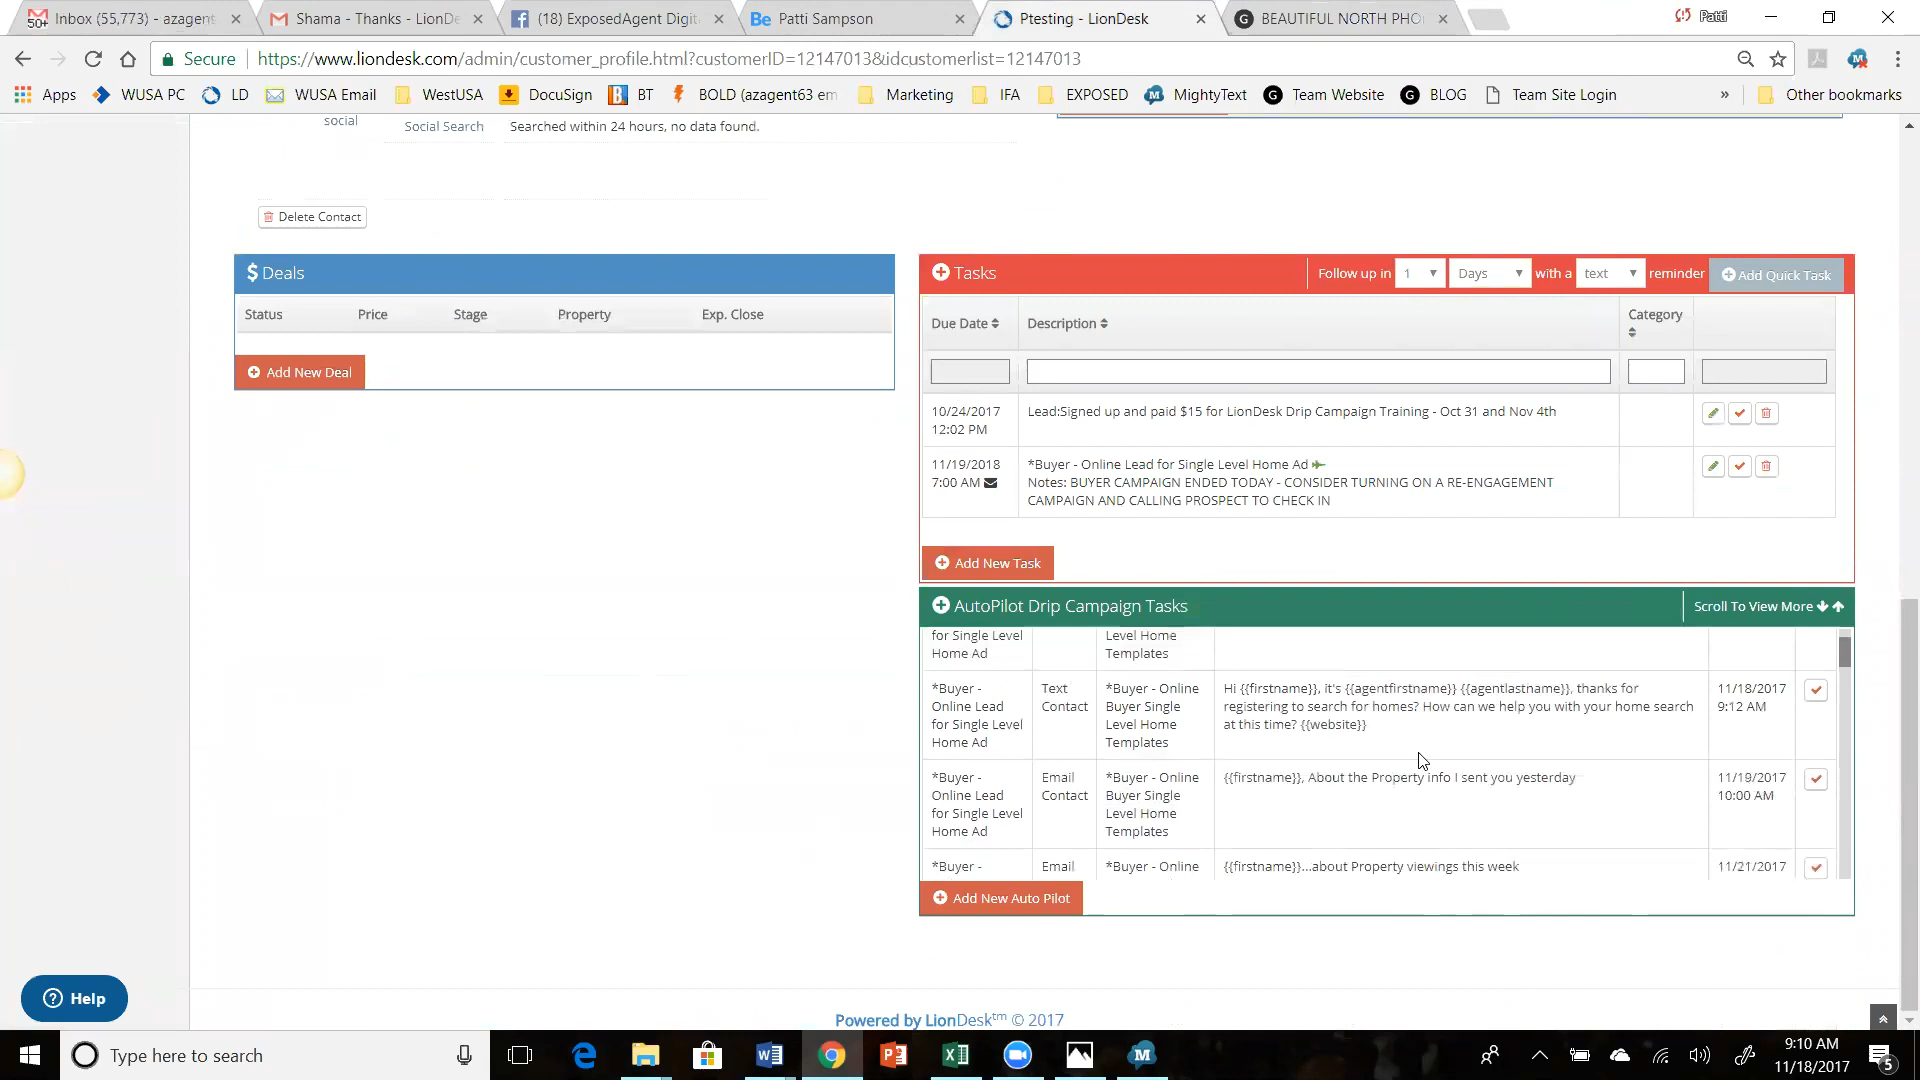 Inbox (55,773) - azagent
Shama - Thanks - LionDe
(18) ExposedAgent Digit
Patti Sampson
Ptesting - LionDesk
BEAUTIFUL NORTH PHO
Patti
Secure
https://www.liondesk.com/admin/customer_profile.html?customerID=12147013&idcustomerlist=12147013
Apps
WUSA PC
LD
WUSA Email
WestUSA
DocuSign
BT
BOLD (azagent63 em
Marketing
IFA
EXPOSED
MightyText
Team Website
BLOG
Team Site Login
»
Other bookmarks
social
Social Search
Searched within 24 hours, no data found.
Delete Contact
$ Deals
Status Price Stage Property Exp. Close
Add New Deal
Tasks
Follow up in 1 Days with a text reminder
Add Quick Task
Due Date Description Category
10/24/2017
12:02 PM
Lead:Signed up and paid $15 for LionDesk Drip Campaign Training - Oct 31 and Nov 4th
11/19/2018
7:00 AM
*Buyer - Online Lead for Single Level Home Ad
Notes: BUYER CAMPAIGN ENDED TODAY - CONSIDER TURNING ON A RE-ENGAGEMENT
CAMPAIGN AND CALLING PROSPECT TO CHECK IN
Add New Task
AutoPilot Drip Campaign Tasks
Scroll To View More
for Single Level
Home Ad
Level Home
Templates
*Buyer -
Online Lead
for Single Level
Home Ad
Text
Contact
*Buyer - Online
Buyer Single
Level Home
Templates
Hi {{firstname}}, it's {{agentfirstname}} {{agentlastname}}, thanks for
registering to search for homes? How can we help you with your home search
at this time? {{website}}
11/18/2017
9:12 AM
*Buyer -
Online Lead
for Single Level
Home Ad
Email
Contact
*Buyer - Online
Buyer Single
Level Home
Templates
{{firstname}}, About the Property info I sent you yesterday
11/19/2017
10:00 AM
*Buyer -
Email
*Buyer - Online
{{firstname}}...about Property viewings this week
11/21/2017
Add New Auto Pilot
Help
Powered by LionDesk™ © 2017
Type here to search
9:10 AM
11/18/2017
5